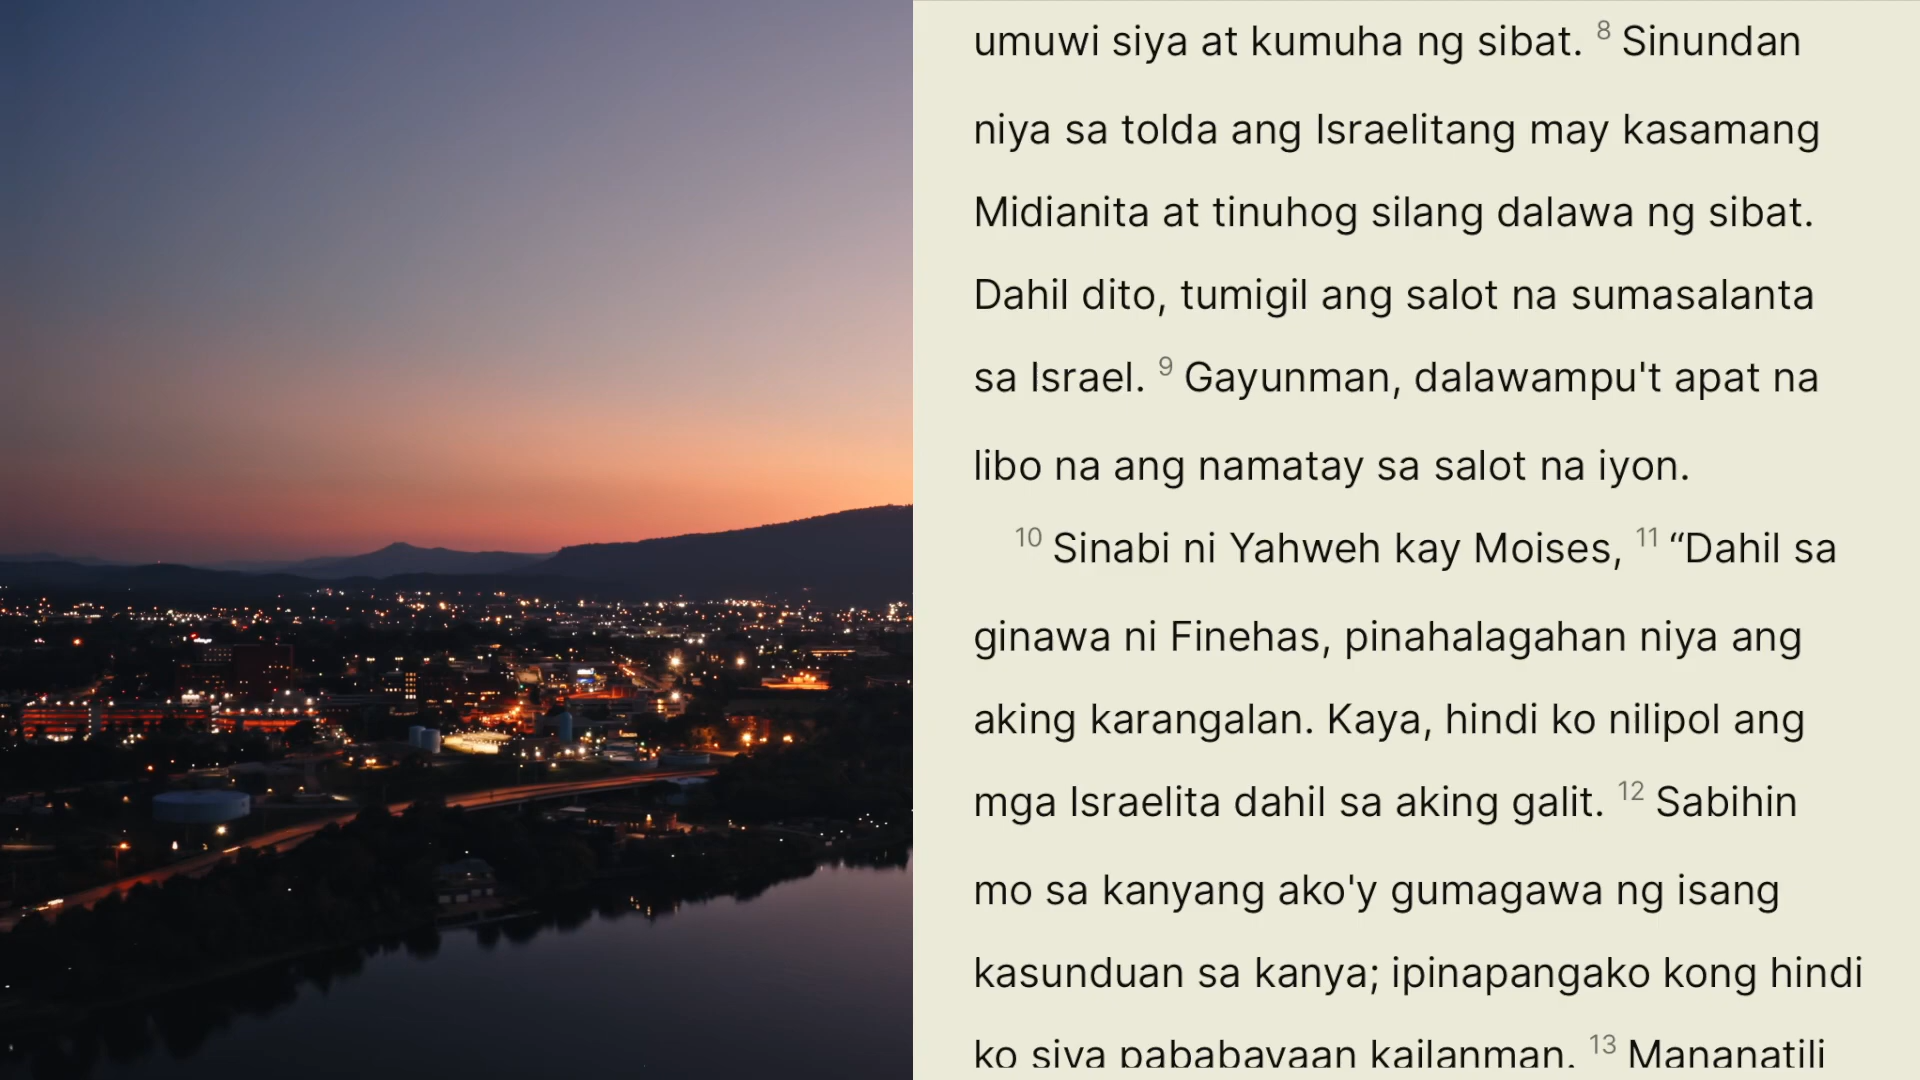 umuwi siya at kumuha ng sibat. 8 Sinundan
niya sa tolda ang Israelitang may kasamang
Midianita at tinuhog silang dalawa ng sibat.
Dahil dito, tumigil ang salot na sumasalanta
sa Israel. 9 Gayunman, dalawampu't apat na
libo na ang namatay sa salot na iyon.
10 Sinabi ni Yahweh kay Moises, 11 “Dahil sa
ginawa ni Finehas, pinahalagahan niya ang
aking karangalan. Kaya, hindi ko nilipol ang
mga Israelita dahil sa aking galit. 12 Sabihin
mo sa kanyang ako'y gumagawa ng isang
kasunduan sa kanya; ipinapangako kong hindi
ko siya pababayaan kailanman. 13 Mananatili